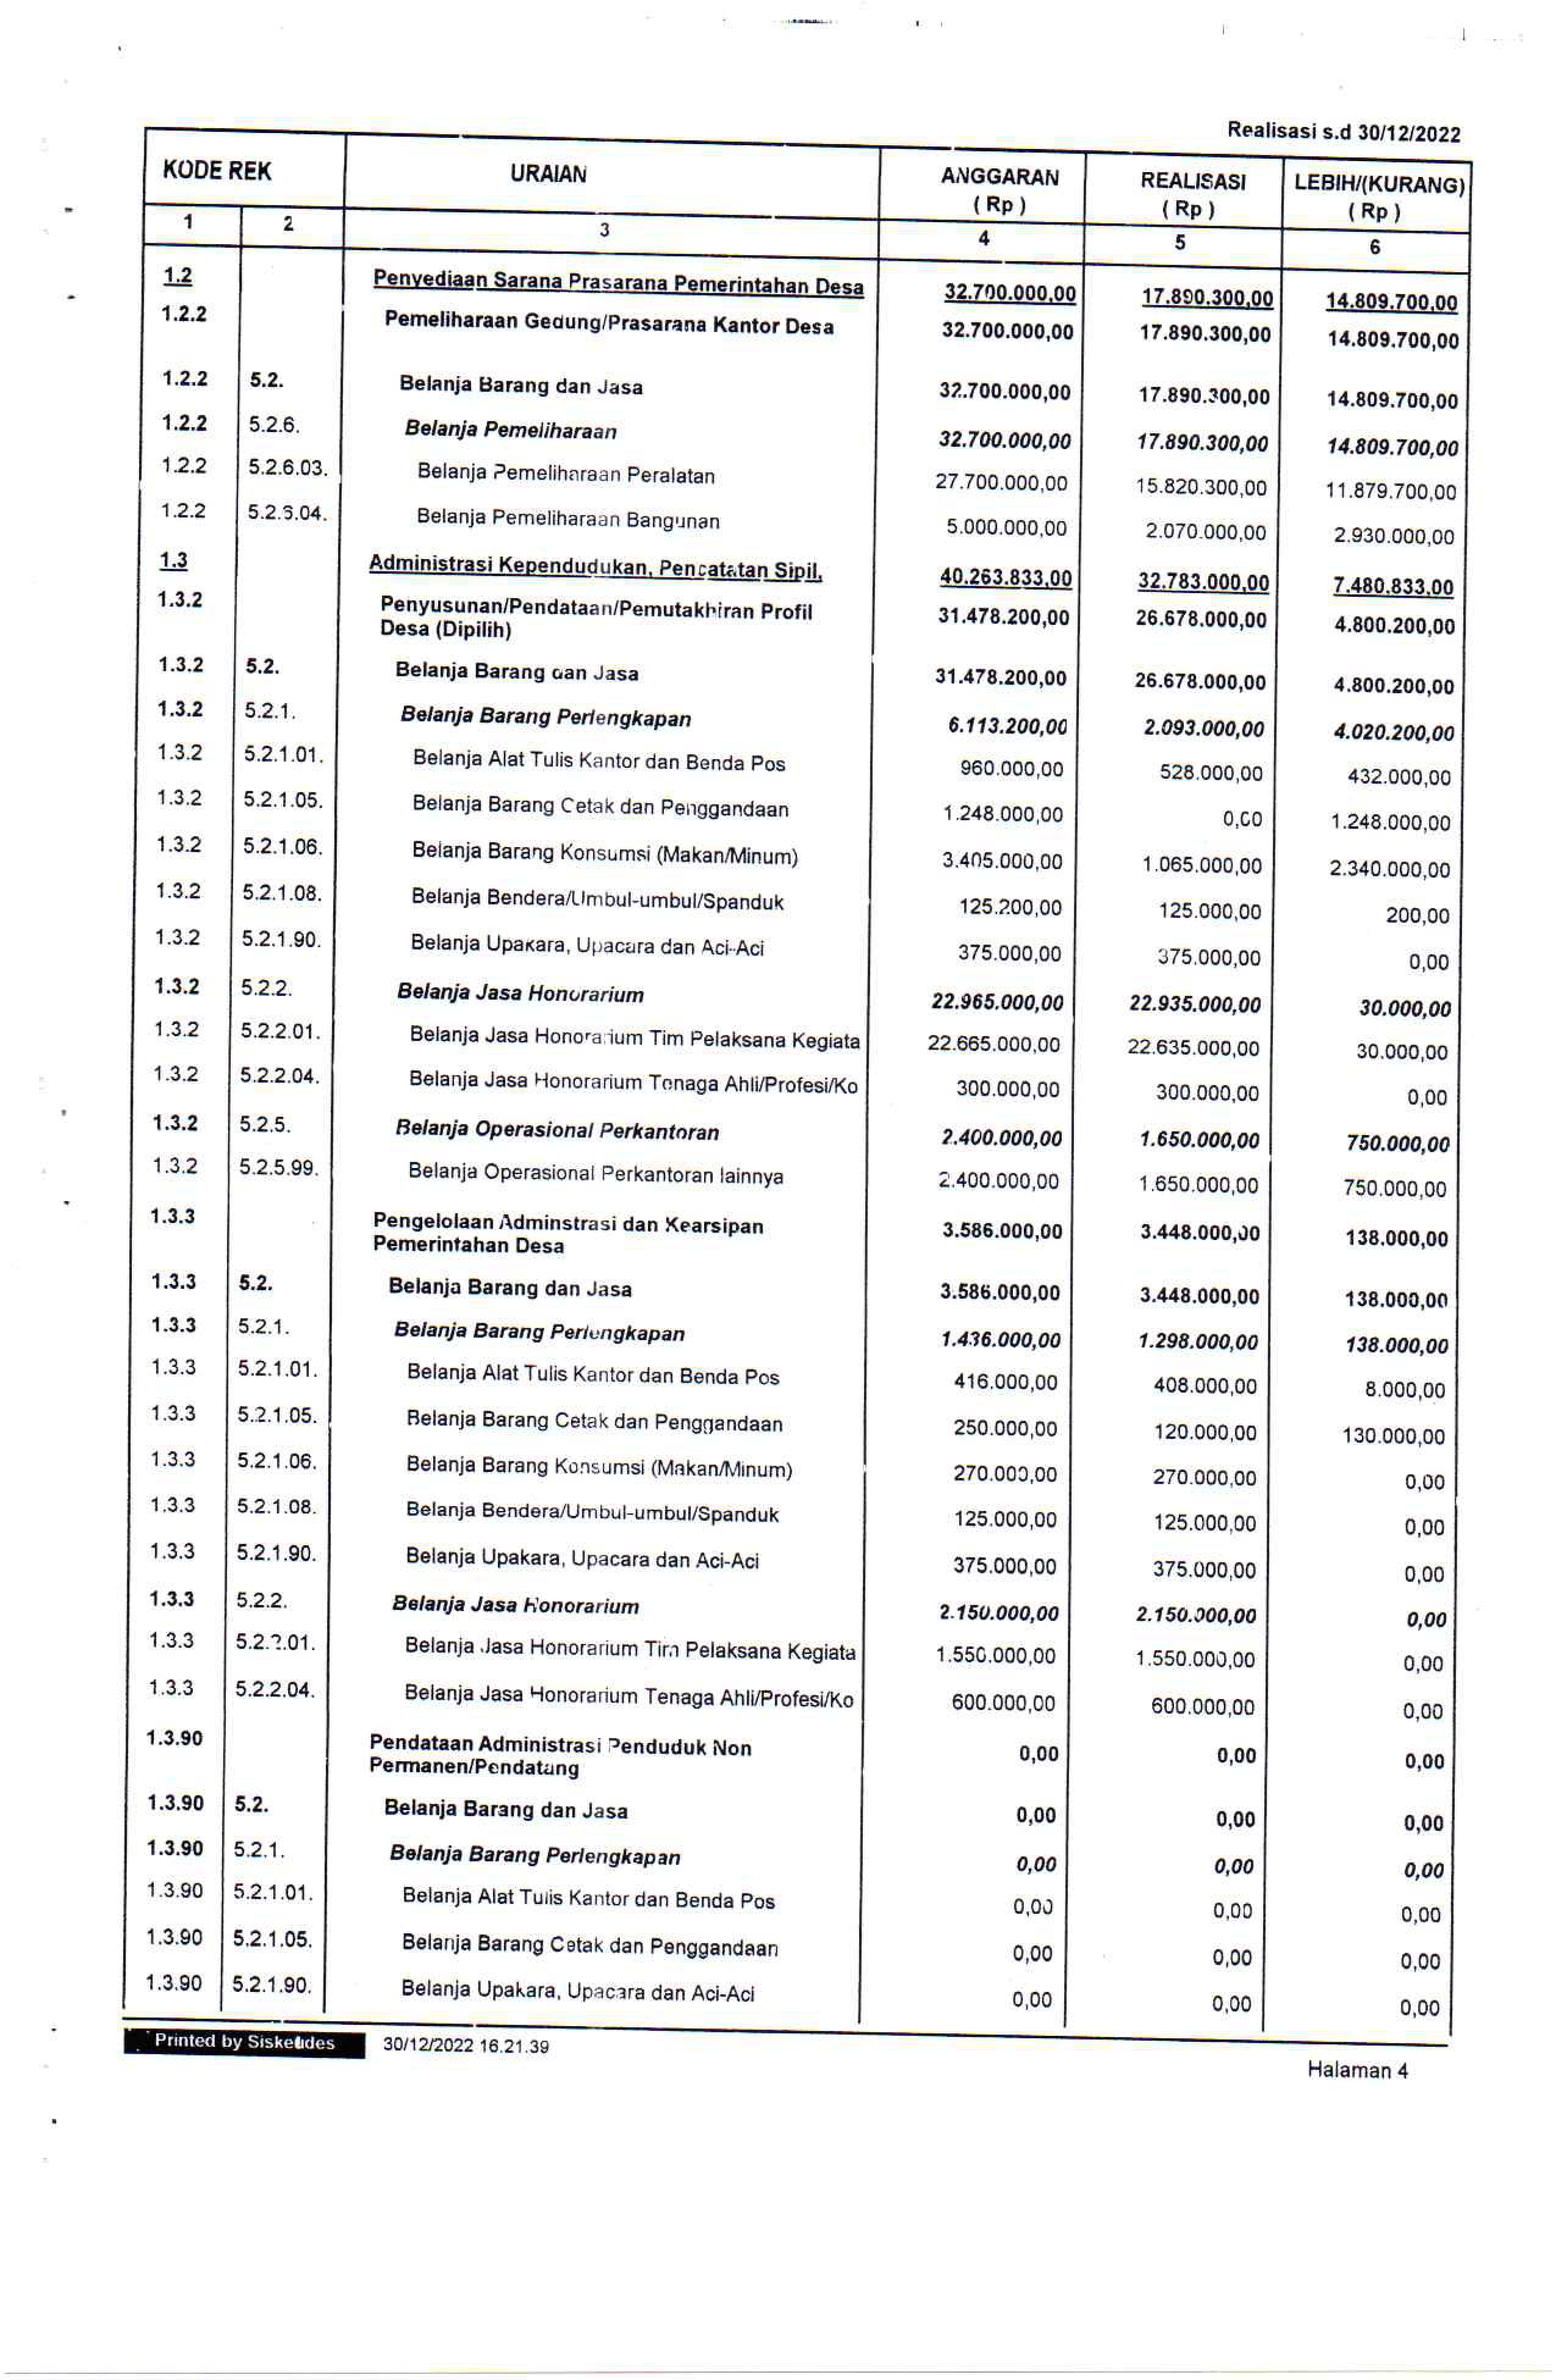 Realisasi s.d 30/12/2022
KODE REK URAIAN ANGGARAN REALISASI LEBIH/(KURANG)
( Rp ) ( Rp ) ( Rp )
1 2 3 4 5 6
1.2 Penyediaan Sarana Prasarana Pemerintahan Desa 32.700.000,00 17.890.300,00 14.809.700,00
1.2.2 Pemeliharaan Gedung/Prasarana Kantor Desa 32.700.000,00 17.890.300,00 14.809.700,00
1.2.2 5.2. Belanja Barang dan Jasa 32.700.000,00 17.890.300,00 14.809.700,00
1.2.2 5.2.6. Belanja Pemeliharaan 32.700.000,00 17.890.300,00 14.809.700,00
1.2.2 5.2.6.03. Belanja Pemeliharaan Peralatan 27.700.000,00 15.820.300,00 11.879.700,00
1.2.2 5.2.6.04. Belanja Pemeliharaan Bangunan 5.000.000,00 2.070.000,00 2.930.000,00
1.3 Administrasi Kependudukan, Pencatatan Sipil, 40.263.833,00 32.783.000,00 7.480.833,00
1.3.2 Penyusunan/Pendataan/Pemutakhiran Profil 31.478.200,00 26.678.000,00 4.800.200,00
Desa (Dipilih)
1.3.2 5.2. Belanja Barang dan Jasa 31.478.200,00 26.678.000,00 4.800.200,00
1.3.2 5.2.1. Belanja Barang Perlengkapan 6.113.200,00 2.093.000,00 4.020.200,00
1.3.2 5.2.1.01. Belanja Alat Tulis Kantor dan Benda Pos 960.000,00 528.000,00 432.000,00
1.3.2 5.2.1.05. Belanja Barang Cetak dan Penggandaan 1.248.000,00 0,00 1.248.000,00
1.3.2 5.2.1.06. Belanja Barang Konsumsi (Makan/Minum) 3.405.000,00 1.065.000,00 2.340.000,00
1.3.2 5.2.1.08. Belanja Bendera/Umbul-umbul/Spanduk 125.200,00 125.000,00 200,00
1.3.2 5.2.1.90. Belanja Upakara, Upacara dan Aci-Aci 375.000,00 375.000,00 0,00
1.3.2 5.2.2. Belanja Jasa Honorarium 22.965.000,00 22.935.000,00 30.000,00
1.3.2 5.2.2.01. Belanja Jasa Honorarium Tim Pelaksana Kegiata 22.665.000,00 22.635.000,00 30.000,00
1.3.2 5.2.2.04. Belanja Jasa Honorarium Tenaga Ahli/Profesi/Ko 300.000,00 300.000,00 0,00
1.3.2 5.2.5. Belanja Operasional Perkantoran 2.400.000,00 1.650.000,00 750.000,00
1.3.2 5.2.5.99. Belanja Operasional Perkantoran lainnya 2.400.000,00 1.650.000,00 750.000,00
1.3.3 Pengelolaan Adminstrasi dan Kearsipan 3.586.000,00 3.448.000,00 138.000,00
Pemerintahan Desa
1.3.3 5.2. Belanja Barang dan Jasa 3.586.000,00 3.448.000,00 138.000,00
1.3.3 5.2.1. Belanja Barang Perlengkapan 1.436.000,00 1.298.000,00 138.000,00
1.3.3 5.2.1.01. Belanja Alat Tulis Kantor dan Benda Pos 416.000,00 408.000,00 8.000,00
1.3.3 5.2.1.05. Belanja Barang Cetak dan Penggandaan 250.000,00 120.000,00 130.000,00
1.3.3 5.2.1.06. Belanja Barang Konsumsi (Makan/Minum) 270.000,00 270.000,00 0,00
1.3.3 5.2.1.08. Belanja Bendera/Umbul-umbul/Spanduk 125.000,00 125.000,00 0,00
1.3.3 5.2.1.90. Belanja Upakara, Upacara dan Aci-Aci 375.000,00 375.000,00 0,00
1.3.3 5.2.2. Belanja Jasa Honorarium 2.150.000,00 2.150.000,00 0,00
1.3.3 5.2.2.01. Belanja Jasa Honorarium Tim Pelaksana Kegiata 1.550.000,00 1.550.000,00 0,00
1.3.3 5.2.2.04. Belanja Jasa Honorarium Tenaga Ahli/Profesi/Ko 600.000,00 600.000,00 0,00
1.3.90 Pendataan Administrasi Penduduk Non 0,00 0,00 0,00
Permanen/Pendatang
1.3.90 5.2. Belanja Barang dan Jasa 0,00 0,00 0,00
1.3.90 5.2.1. Belanja Barang Perlengkapan 0,00 0,00 0,00
1.3.90 5.2.1.01. Belanja Alat Tulis Kantor dan Benda Pos 0,00 0,00 0,00
1.3.90 5.2.1.05. Belanja Barang Cetak dan Penggandaan 0,00 0,00 0,00
1.3.90 5.2.1.90. Belanja Upakara, Upacara dan Aci-Aci 0,00 0,00 0,00
Printed by Siskeudes 30/12/2022 16.21.39
Halaman 4